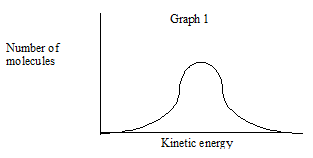 Graph 1
Number of
molecules
Kinetic energy